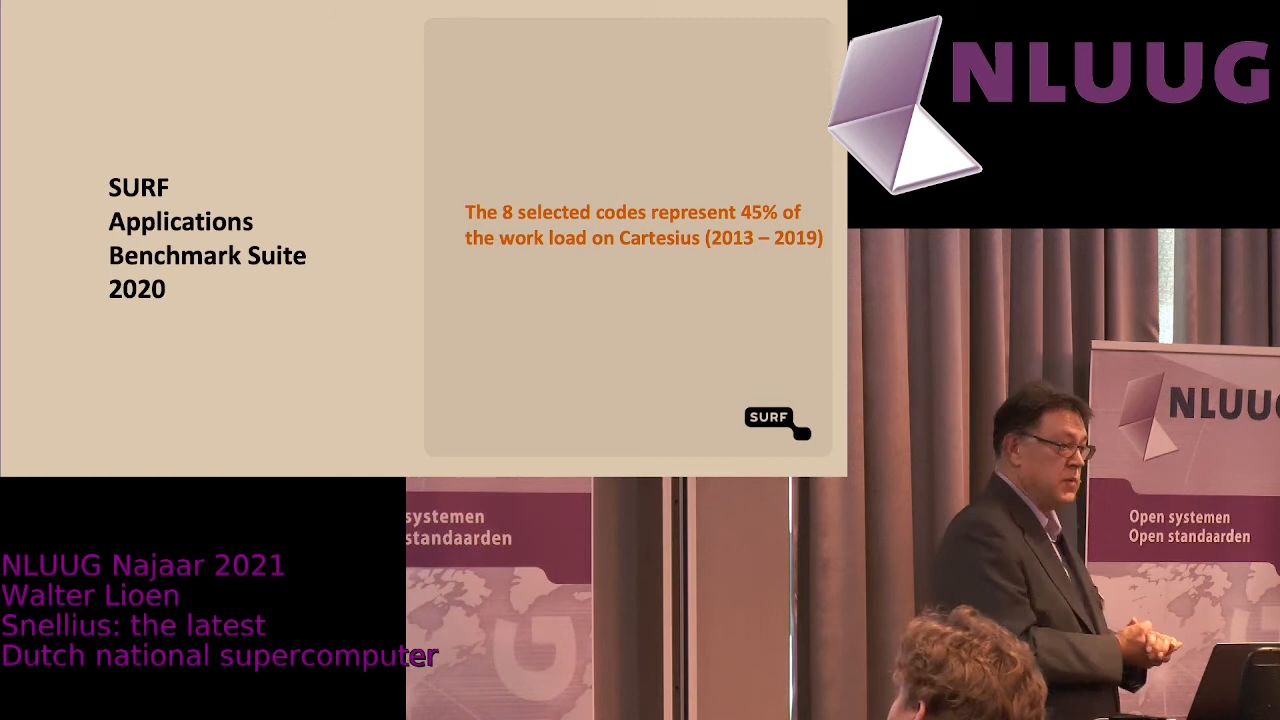 SURF
Applications
Benchmark Suite
2020
The 8 selected codes represent 45% of
the work load on Cartesius (2013 – 2019)
SURF
NLUUG
NLUU
Open systemen
Open standaarden
systemen
standaarden
G
NLUUG Najaar 2021
Walter Lioen
Snellius: the latest
Dutch national supercomputer